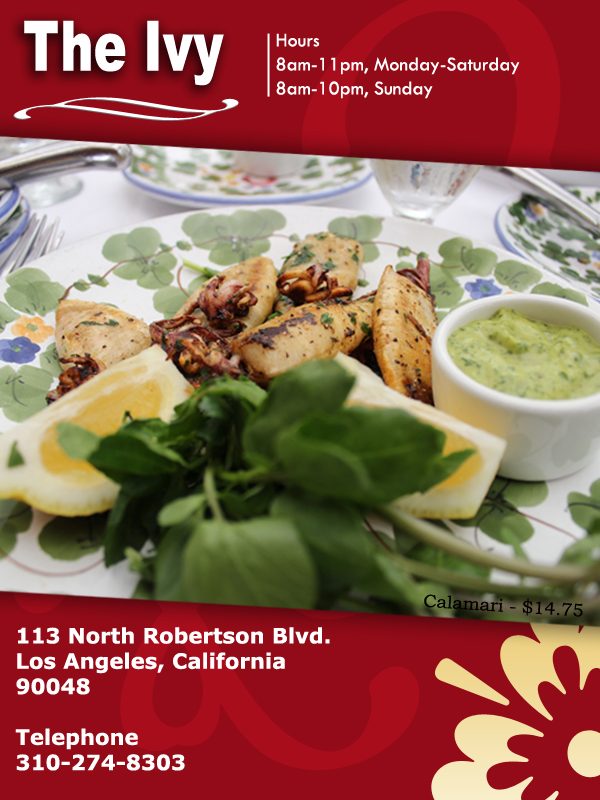 The Ivy
Hours
8am-11pm, Monday-Saturday
8am-10pm, Sunday
Calamari - $14.75
113 North Robertson Blvd.
Los Angeles, California
90048
Telephone
310-274-8303